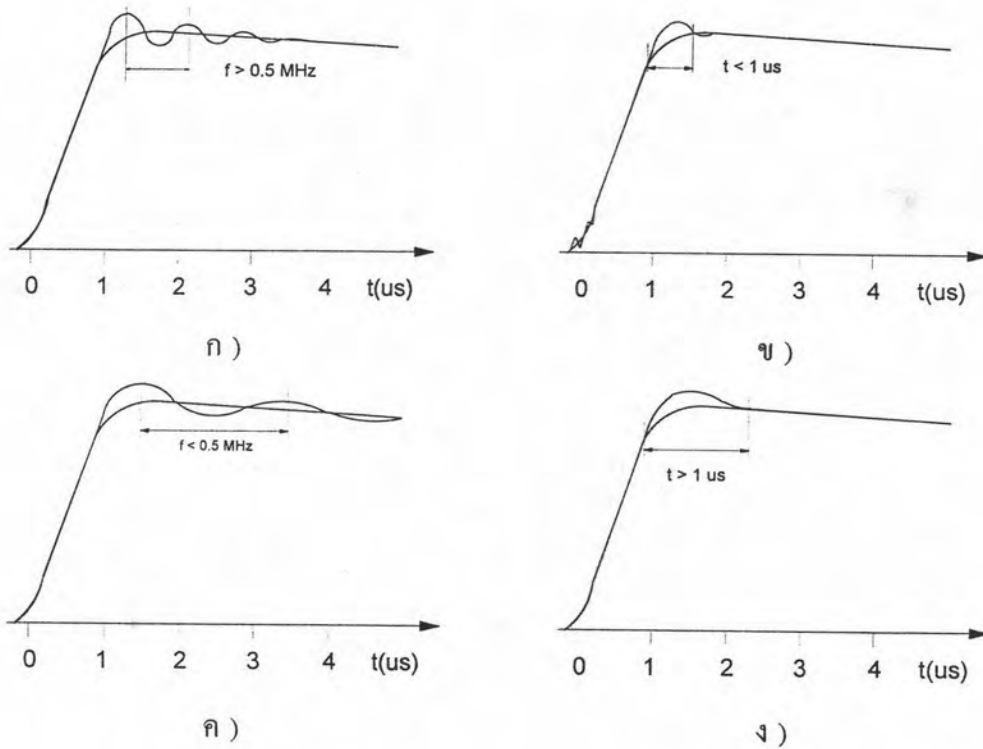 f > 0.5 MHz
0 1 2 3 4 t(us)
ก )
t < 1 us
0 1 2 3 4 t(us)
ข )
f < 0.5 MHz
0 1 2 3 4 t(us)
ค )
t > 1 us
0 1 2 3 4 t(us)
ง )